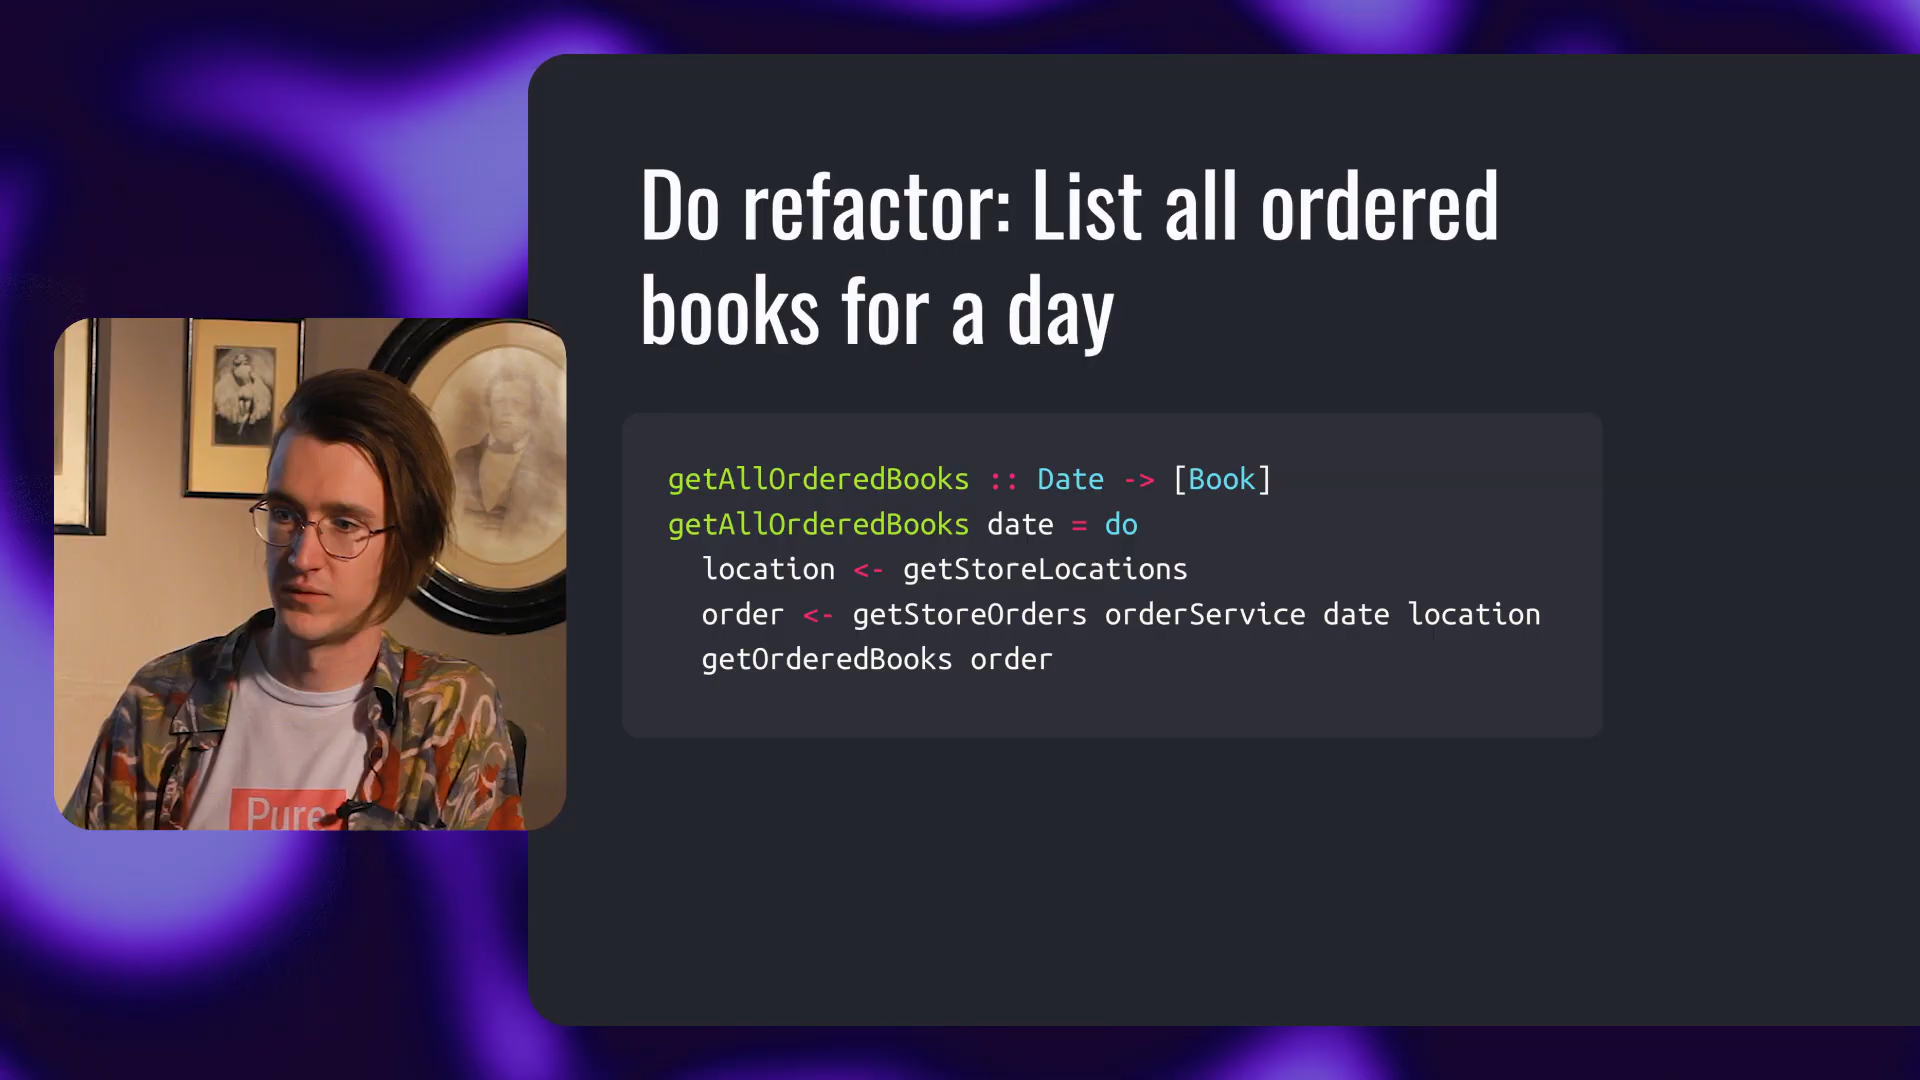 Do refactor: List all ordered
books for a day
getAllOrderedBooks :: Date -> [Book]
getAllOrderedBooks date = do
  location <- getStoreLocations
  order <- getStoreOrders orderService date location
  getOrderedBooks order
Pure